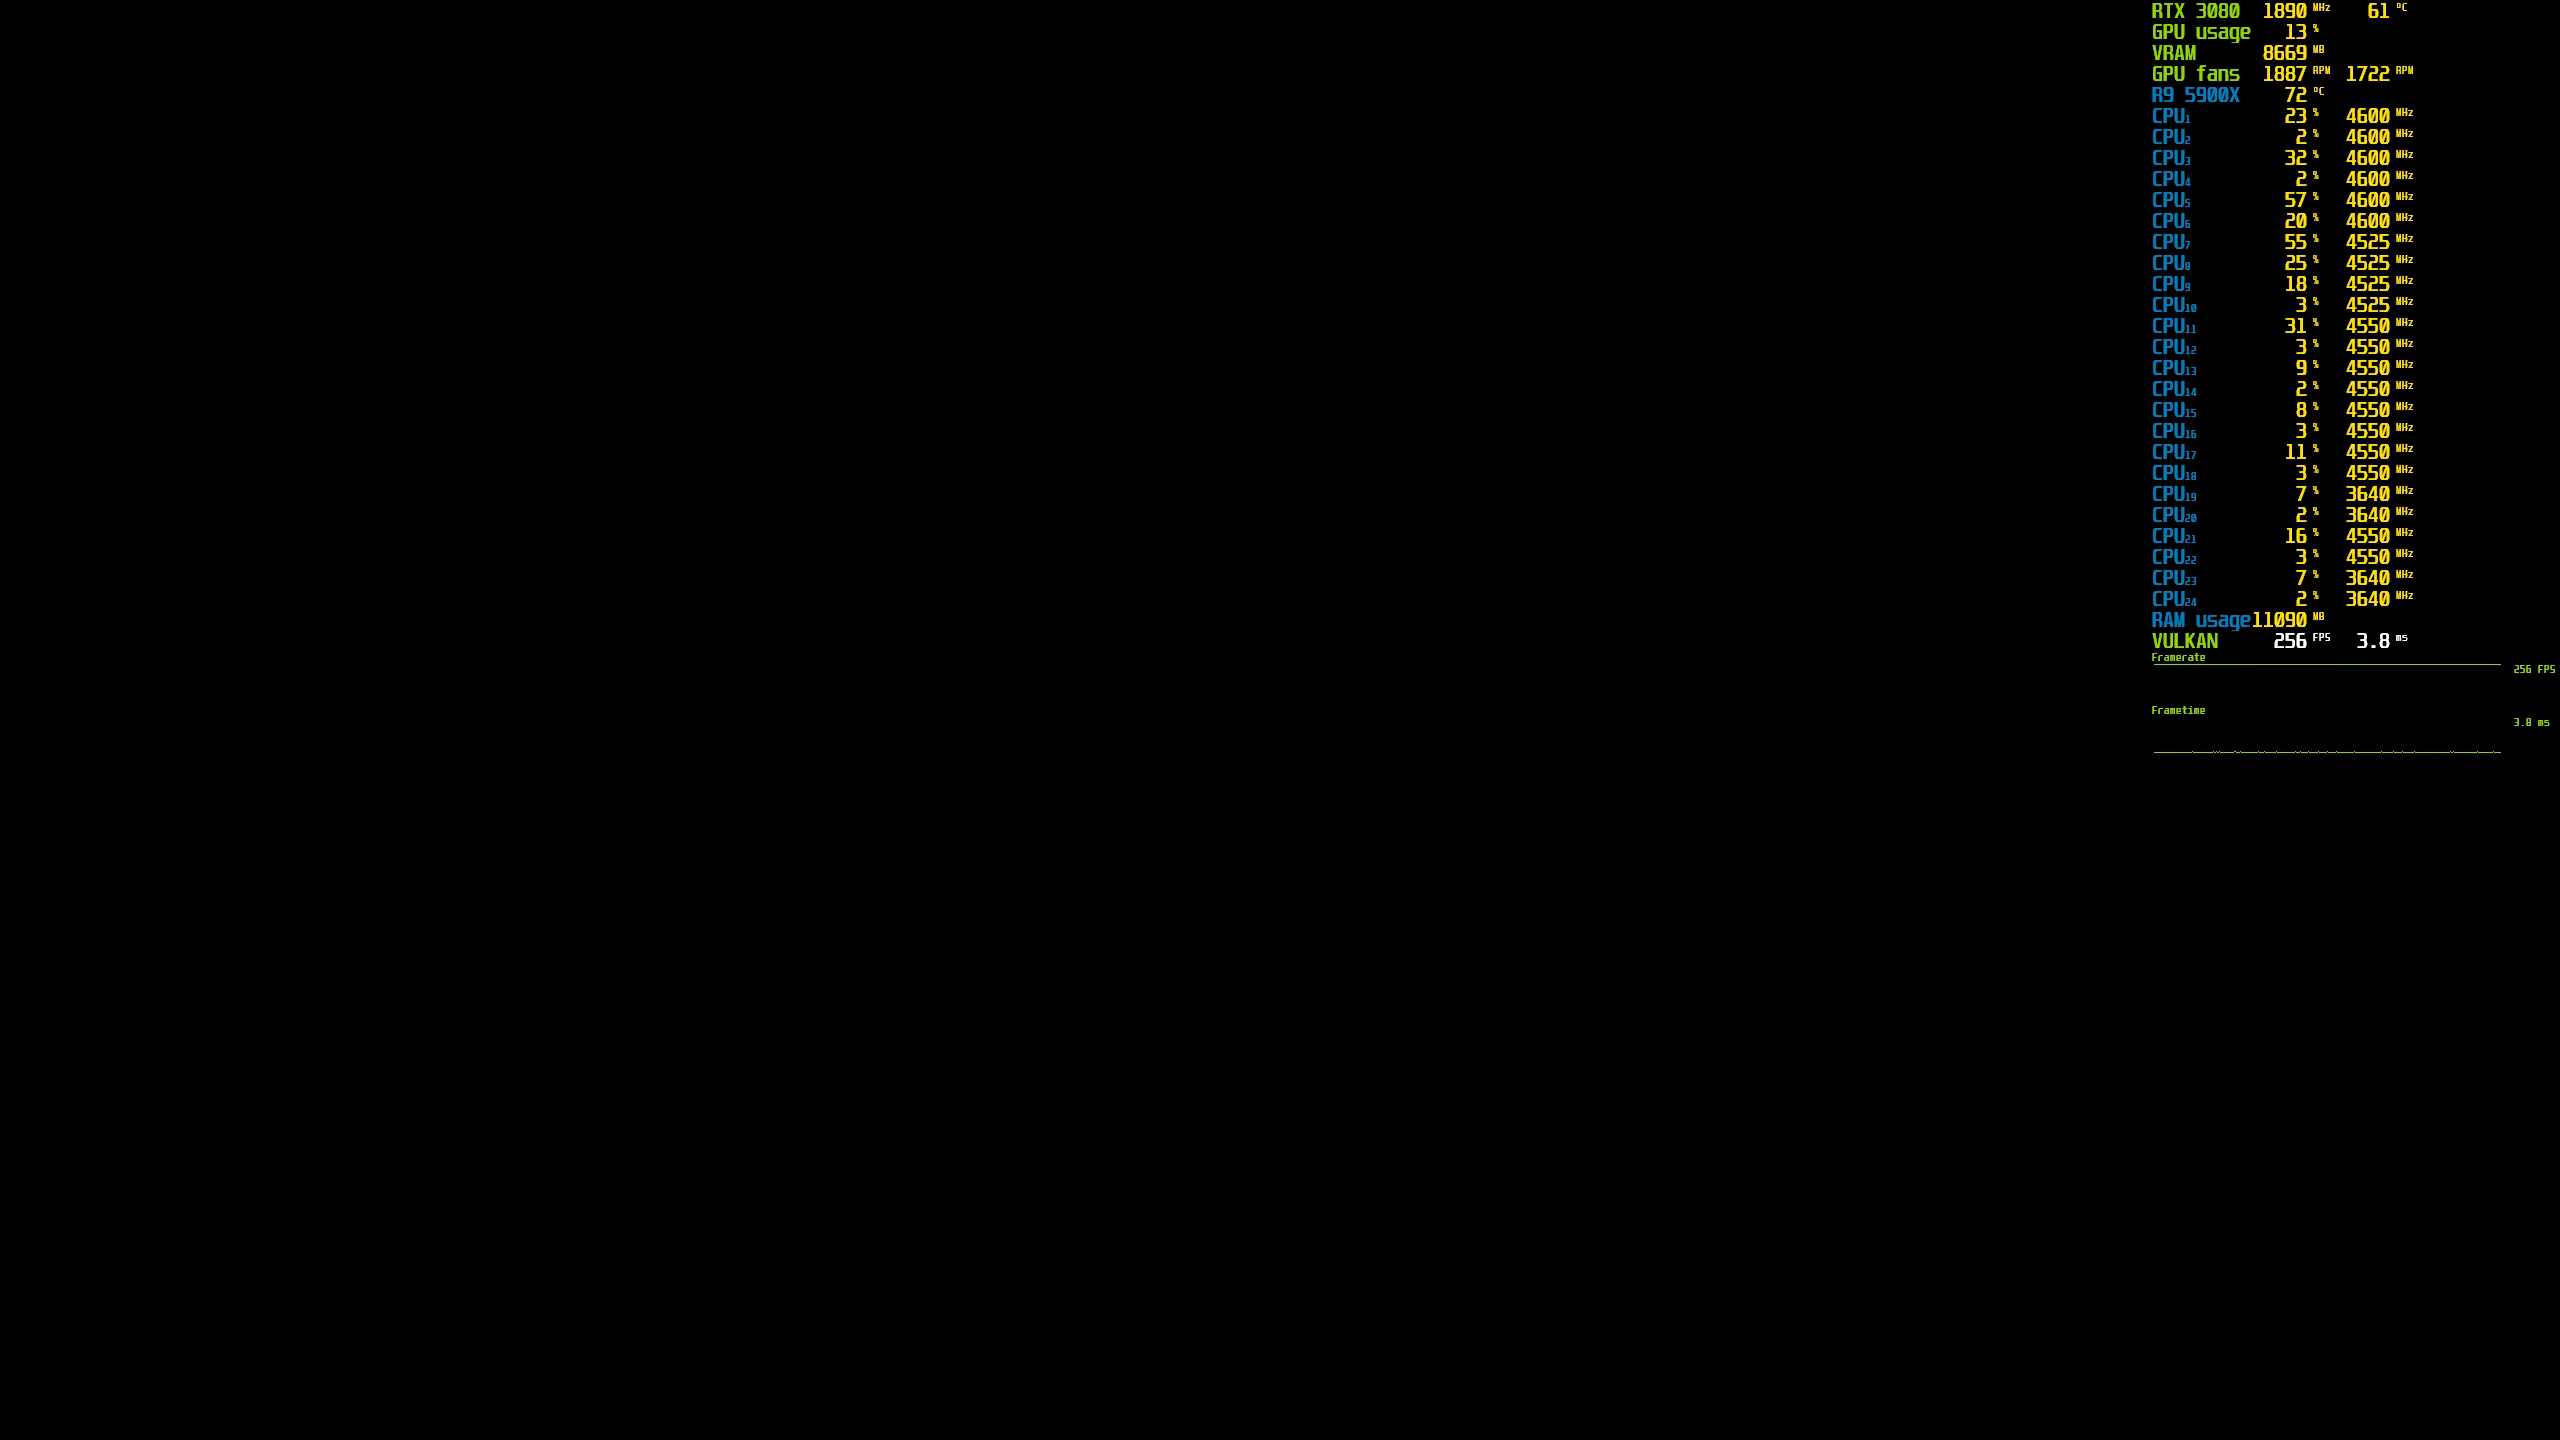 RTX 3080 1890 MHz 61 °C
GPU usage 13 %
VRAM 8669 MB
GPU fans 1887 RPM 1722 RPM
R9 5900X 72 °C
CPU1 23 % 4600 MHz
CPU2 2 % 4600 MHz
CPU3 32 % 4600 MHz
CPU4 2 % 4600 MHz
CPU5 57 % 4600 MHz
CPU6 20 % 4600 MHz
CPU7 55 % 4525 MHz
CPU8 25 % 4525 MHz
CPU9 18 % 4525 MHz
CPU10 3 % 4525 MHz
CPU11 31 % 4550 MHz
CPU12 3 % 4550 MHz
CPU13 9 % 4550 MHz
CPU14 2 % 4550 MHz
CPU15 8 % 4550 MHz
CPU16 3 % 4550 MHz
CPU17 11 % 4550 MHz
CPU18 3 % 4550 MHz
CPU19 7 % 3640 MHz
CPU20 2 % 3640 MHz
CPU21 16 % 4550 MHz
CPU22 3 % 4550 MHz
CPU23 7 % 3640 MHz
CPU24 2 % 3640 MHz
RAM usage 11090 MB
VULKAN 256 FPS 3.8 ms
Framerate
256 FPS
Frametime
3.8 ms